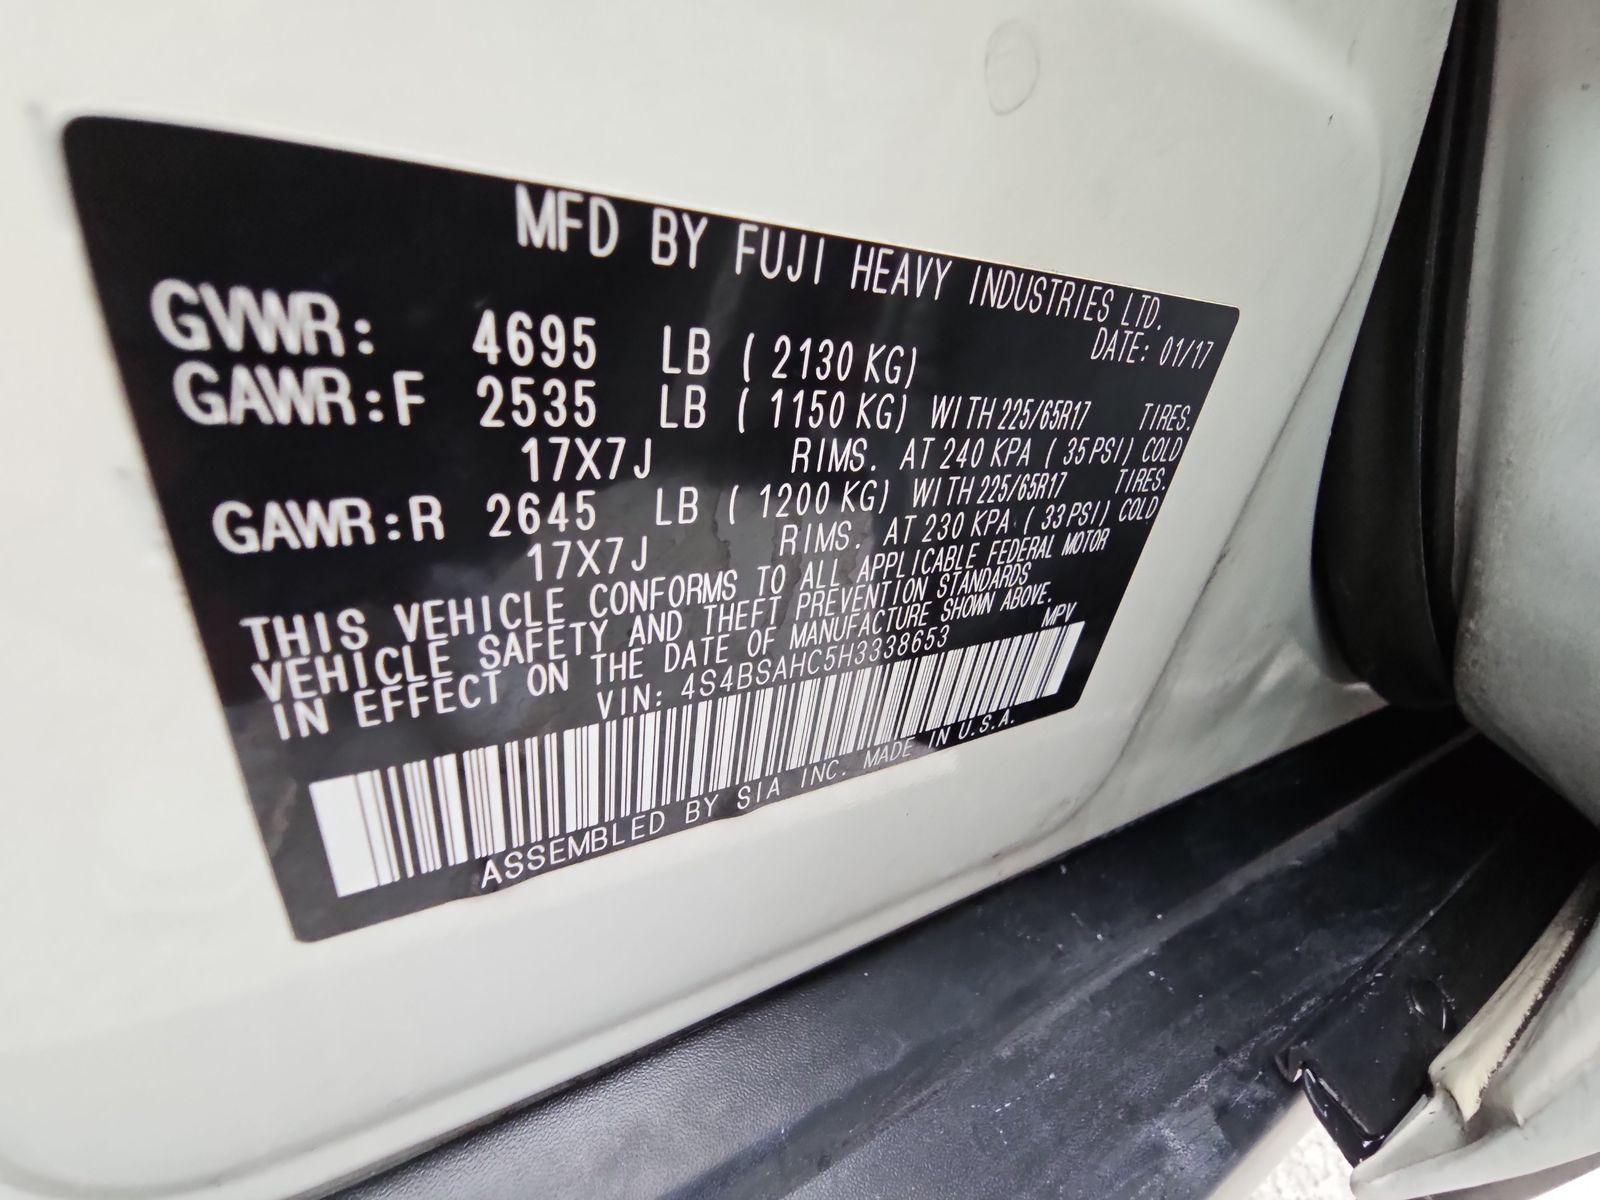 MFD BY FUJI HEAVY INDUSTRIES LTD.
DATE: 01/17
GVWR: 4695 LB ( 2130 KG)
GAWR:F 2535 LB ( 1150 KG) WITH 225/65R17 TIRES.
17X7J RIMS. AT 240 KPA ( 35 PSI) COLD
GAWR:R 2645 LB ( 1200 KG) WITH 225/65R17 TIRES.
17X7J RIMS. AT 230 KPA ( 33 PSI) COLD
THIS VEHICLE CONFORMS TO ALL APPLICABLE FEDERAL MOTOR
VEHICLE SAFETY AND THEFT PREVENTION STANDARDS
IN EFFECT ON THE DATE OF MANUFACTURE SHOWN ABOVE.
VIN: 4S4BSAHC5H3338653 MPV
ASSEMBLED BY SIA INC. MADE IN U.S.A.